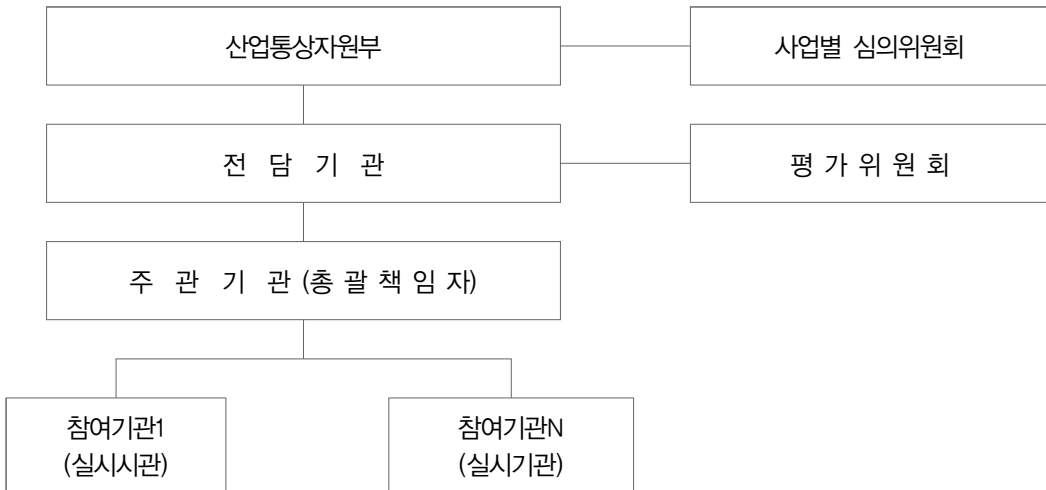 산업통상자원부
사업별 심의위원회
전 담 기 관
평 가 위 원 회
주 관 기 관 (총 괄 책 임 자)
참여기관1
(실시시관)
참여기관N
(실시기관)